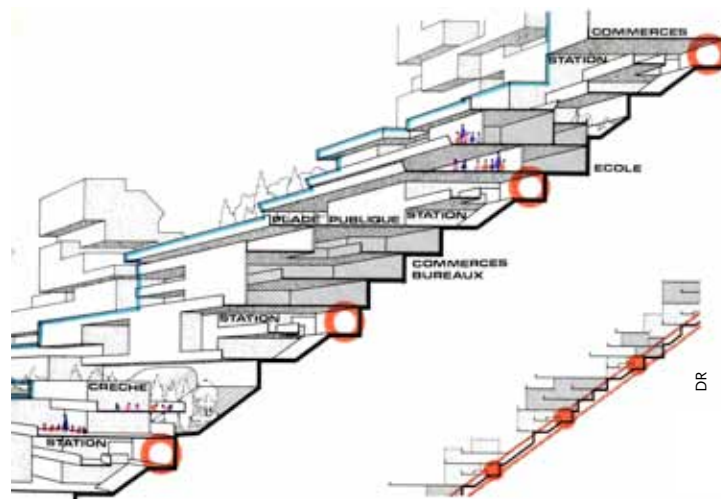 COMMERCES
STATION
ECOLE
PLACE PUBLIQUE
STATION
COMMERCES
BUREAUX
STATION
CRECHE
STATION
DR